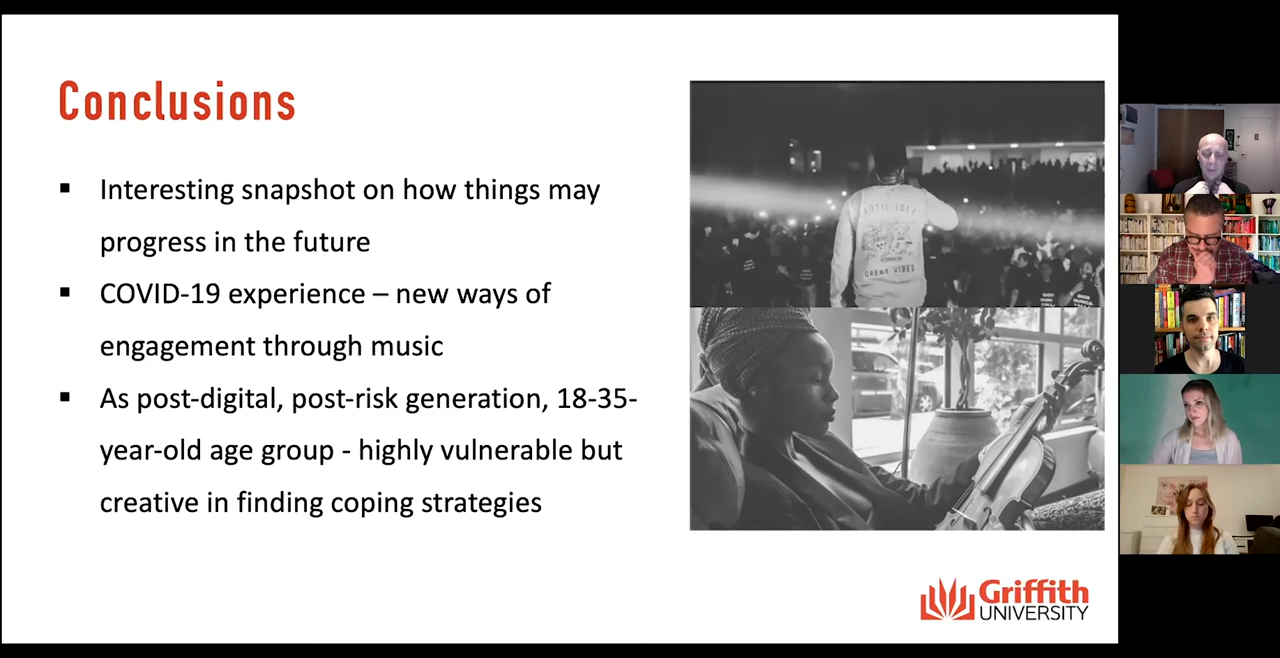 Conclusions
▪ Interesting snapshot on how things may
progress in the future
▪ COVID-19 experience – new ways of
engagement through music
▪ As post-digital, post-risk generation, 18-35-
year-old age group - highly vulnerable but
creative in finding coping strategies
GREAT VIBES
Griffith
UNIVERSITY